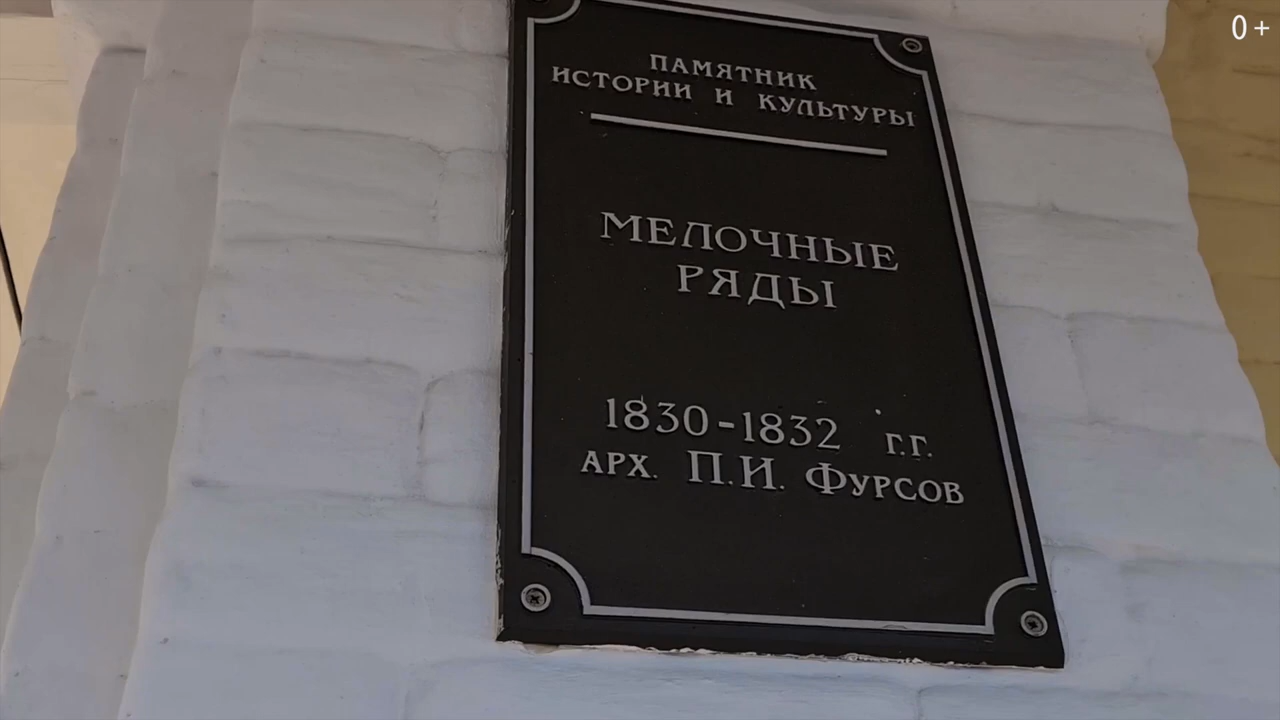 0+
ПАМЯТНИК
ИСТОРИИ И КУЛЬТУРЫ
МЕЛОЧНЫЕ
РЯДЫ
1830-1832 г.г.
АРХ. П.И. ФУРСОВ